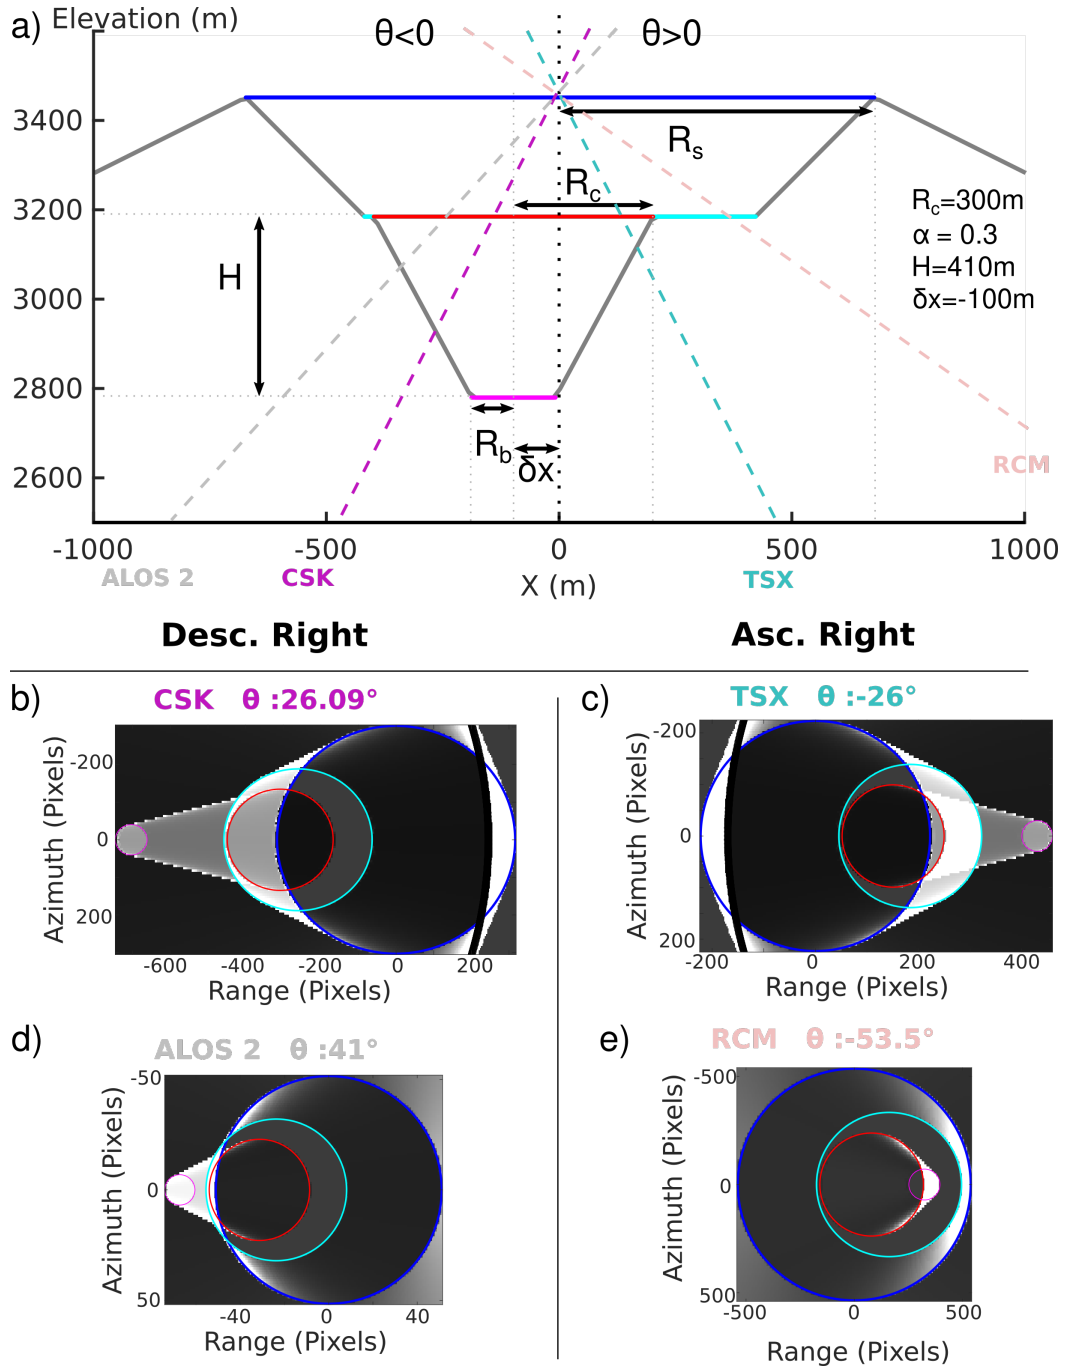 a) Elevation (m)
θ<0 θ>0
3400
3200
3000
2800
2600
Rs
Rc
H
Rb
δx
Rc=300m
α = 0.3
H=410m
δx=-100m
RCM
-1000 -500 0 500 1000
ALOS 2 CSK X (m) TSX
Desc. Right Asc. Right
b) CSK θ :26.09°
Azimuth (Pixels)
-200
0
200
-600 -400 -200 0 200
Range (Pixels)
c) TSX θ :-26°
Azimuth (Pixels)
-200
0
200
-200 0 200 400
Range (Pixels)
d) ALOS 2 θ :41°
Azimuth (Pixels)
-50
0
50
-40 0 40
Range (Pixels)
e) RCM θ :-53.5°
Azimuth (Pixels)
-500
0
500
-500 0 500
Range (Pixels)